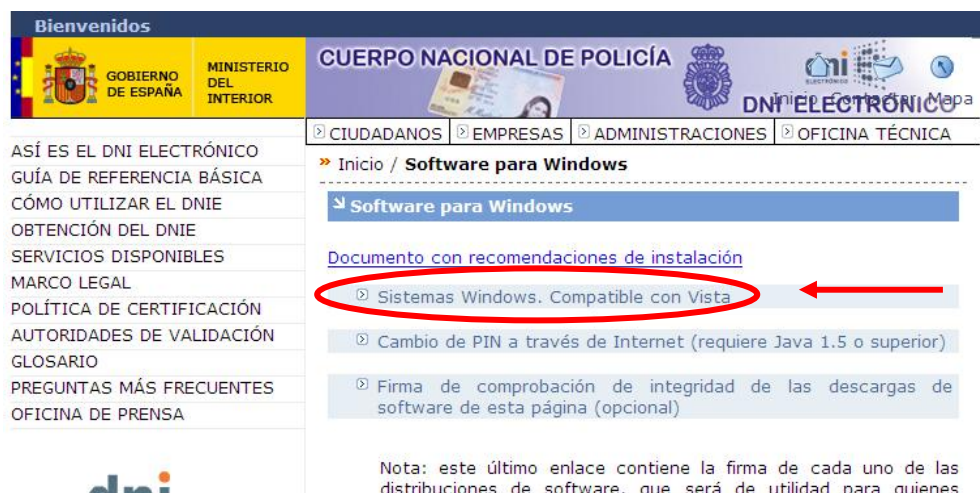 Bienvenidos
GOBIERNO
DE ESPAÑA
MINISTERIO
DEL
INTERIOR
CUERPO NACIONAL DE POLICÍA
dni
ELECTRÓNICO
DNI ELECTRÓNICO
Inicio Contactar Mapa
CIUDADANOS EMPRESAS ADMINISTRACIONES OFICINA TÉCNICA
ASÍ ES EL DNI ELECTRÓNICO
GUÍA DE REFERENCIA BÁSICA
CÓMO UTILIZAR EL DNIE
OBTENCIÓN DEL DNIE
SERVICIOS DISPONIBLES
MARCO LEGAL
POLÍTICA DE CERTIFICACIÓN
AUTORIDADES DE VALIDACIÓN
GLOSARIO
PREGUNTAS MÁS FRECUENTES
OFICINA DE PRENSA
dni
» Inicio / Software para Windows
Software para Windows
Documento con recomendaciones de instalación
Sistemas Windows. Compatible con Vista
Cambio de PIN a través de Internet (requiere Java 1.5 o superior)
Firma de comprobación de integridad de las descargas de
software de esta página (opcional)
Nota: este último enlace contiene la firma de cada uno de las
distribuciones de software, que será de utilidad para quienes